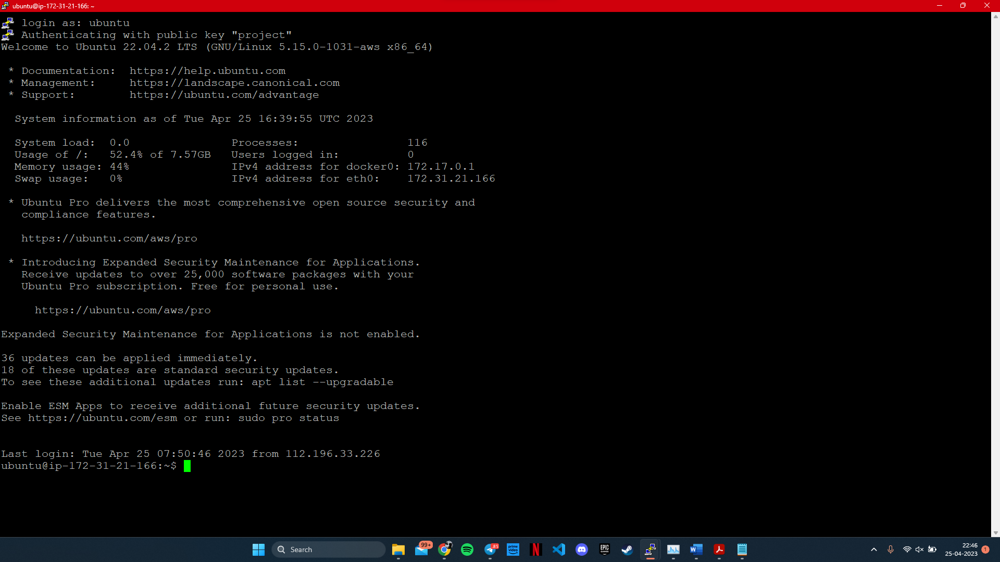 ubuntu@ip-172-31-21-166: ~
login as: ubuntu
Authenticating with public key "project"
Welcome to Ubuntu 22.04.2 LTS (GNU/Linux 5.15.0-1031-aws x86_64)
* Documentation:  https://help.ubuntu.com
* Management:     https://landscape.canonical.com
* Support:        https://ubuntu.com/advantage
System information as of Tue Apr 25 16:39:55 UTC 2023
System load:  0.0               Processes:                116
Usage of /:   52.4% of 7.57GB   Users logged in:          0
Memory usage: 44%               IPv4 address for docker0: 172.17.0.1
Swap usage:   0%                IPv4 address for eth0:    172.31.21.166
* Ubuntu Pro delivers the most comprehensive open source security and
compliance features.
https://ubuntu.com/aws/pro
* Introducing Expanded Security Maintenance for Applications.
Receive updates to over 25,000 software packages with your
Ubuntu Pro subscription. Free for personal use.
https://ubuntu.com/aws/pro
Expanded Security Maintenance for Applications is not enabled.
36 updates can be applied immediately.
18 of these updates are standard security updates.
To see these additional updates run: apt list --upgradable
Enable ESM Apps to receive additional future security updates.
See https://ubuntu.com/esm or run: sudo pro status
Last login: Tue Apr 25 07:50:46 2023 from 112.196.33.226
ubuntu@ip-172-31-21-166:~$
Search
99+
85
prime video
N
EPIC GAMES
W
22:46
25-04-2023
1